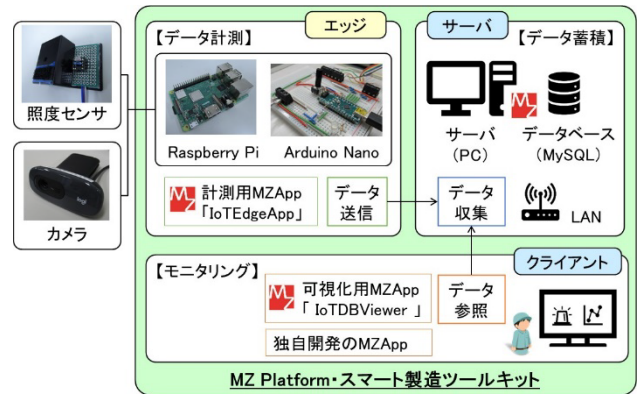 照度センサ
カメラ
エッジ
【データ計測】
Raspberry Pi
Arduino Nano
MZ
計測用MZApp
「IoTEdgeApp」
データ
送信
サーバ
【データ蓄積】
MZ
サーバ
(PC)
データベース
(MySQL)
データ
収集
LAN
クライアント
【モニタリング】
MZ
可視化用MZApp
「 IoTDBViewer 」
データ
参照
独自開発のMZApp
MZ Platform・スマート製造ツールキット